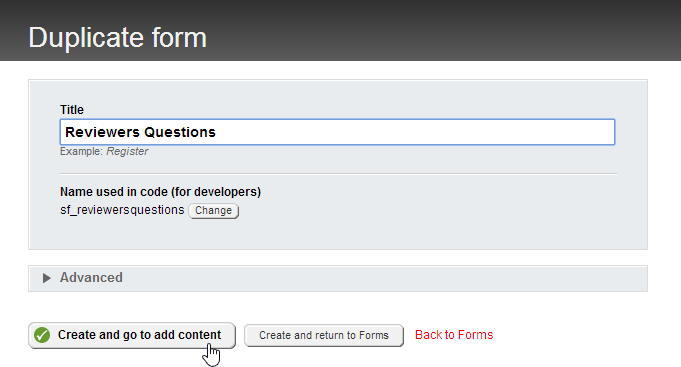 Duplicate form
Title
Reviewers Questions
Example: Register
Name used in code (for developers)
sf_reviewersquestions Change
Advanced
Create and go to add content Create and return to Forms Back to Forms